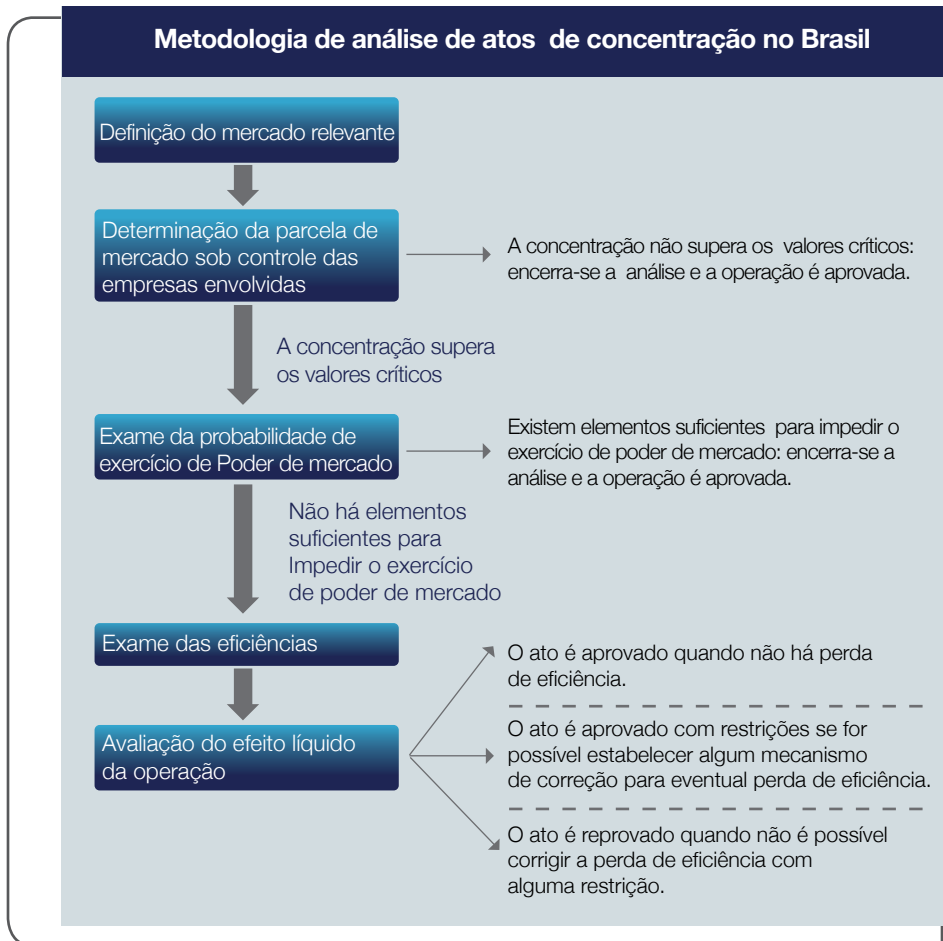 Metodologia de análise de atos de concentração no Brasil
Definição do mercado relevante
Determinação da parcela de
mercado sob controle das
empresas envolvidas
A concentração não supera os valores críticos:
encerra-se a análise e a operação é aprovada.
A concentração supera
os valores críticos
Exame da probabilidade de
exercício de Poder de mercado
Existem elementos suficientes para impedir o
exercício de poder de mercado: encerra-se a
análise e a operação é aprovada.
Não há elementos
suficientes para
Impedir o exercício
de poder de mercado
Exame das eficiências
Avaliação do efeito líquido
da operação
O ato é aprovado quando não há perda
de eficiência.
O ato é aprovado com restrições se for
possível estabelecer algum mecanismo
de correção para eventual perda de eficiência.
O ato é reprovado quando não é possível
corrigir a perda de eficiência com
alguma restrição.